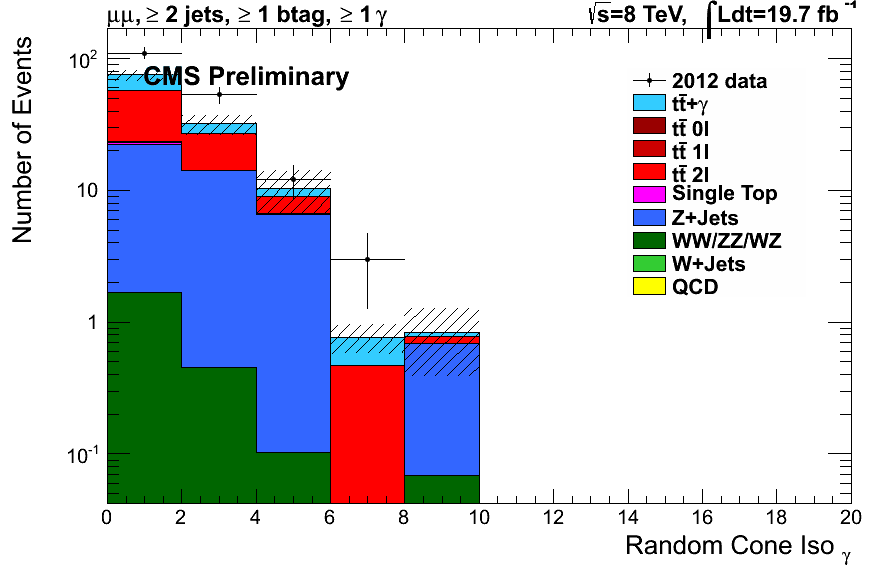 μμ, ≥ 2 jets, ≥ 1 btag, ≥ 1 γ
√s=8 TeV, ∫Ldt=19.7 fb⁻¹
CMS Preliminary
Number of Events
10²
10
1
10⁻¹
2012 data
tt̄+γ
tt̄ 0l
tt̄ 1l
tt̄ 2l
Single Top
Z+Jets
WW/ZZ/WZ
W+Jets
QCD
0 2 4 6 8 10 12 14 16 18 20
Random Cone Iso γ